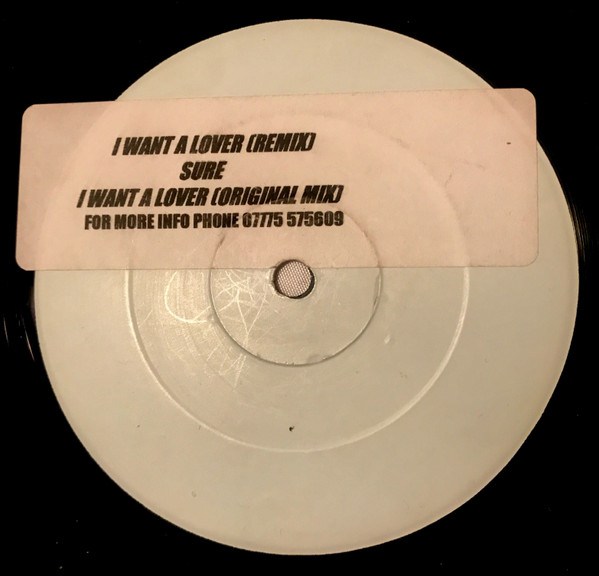 I WANT A LOVER (REMIX)
SURE
I WANT A LOVER (ORIGINAL MIX)
FOR MORE INFO PHONE 07775 575609